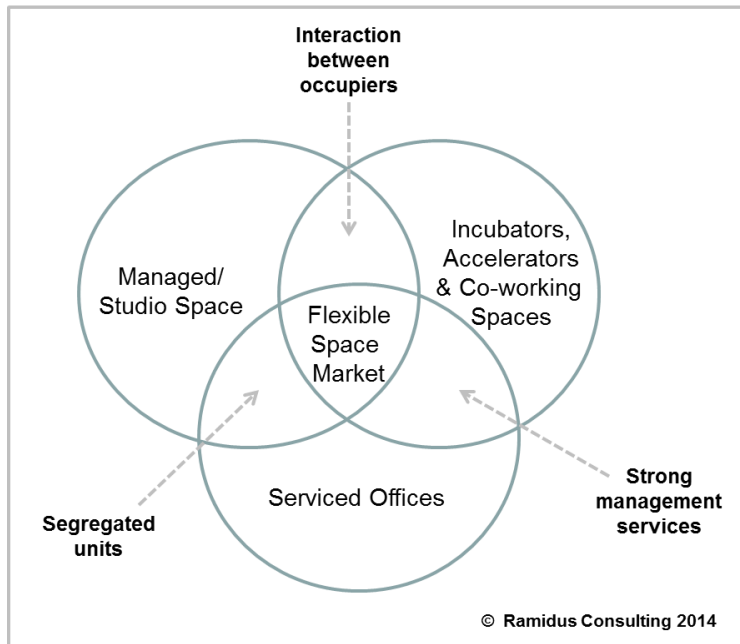 Interaction
between
occupiers
Managed/
Studio Space
Incubators,
Accelerators
& Co-working
Spaces
Flexible
Space
Market
Serviced Offices
Segregated
units
Strong
management
services
© Ramidus Consulting 2014